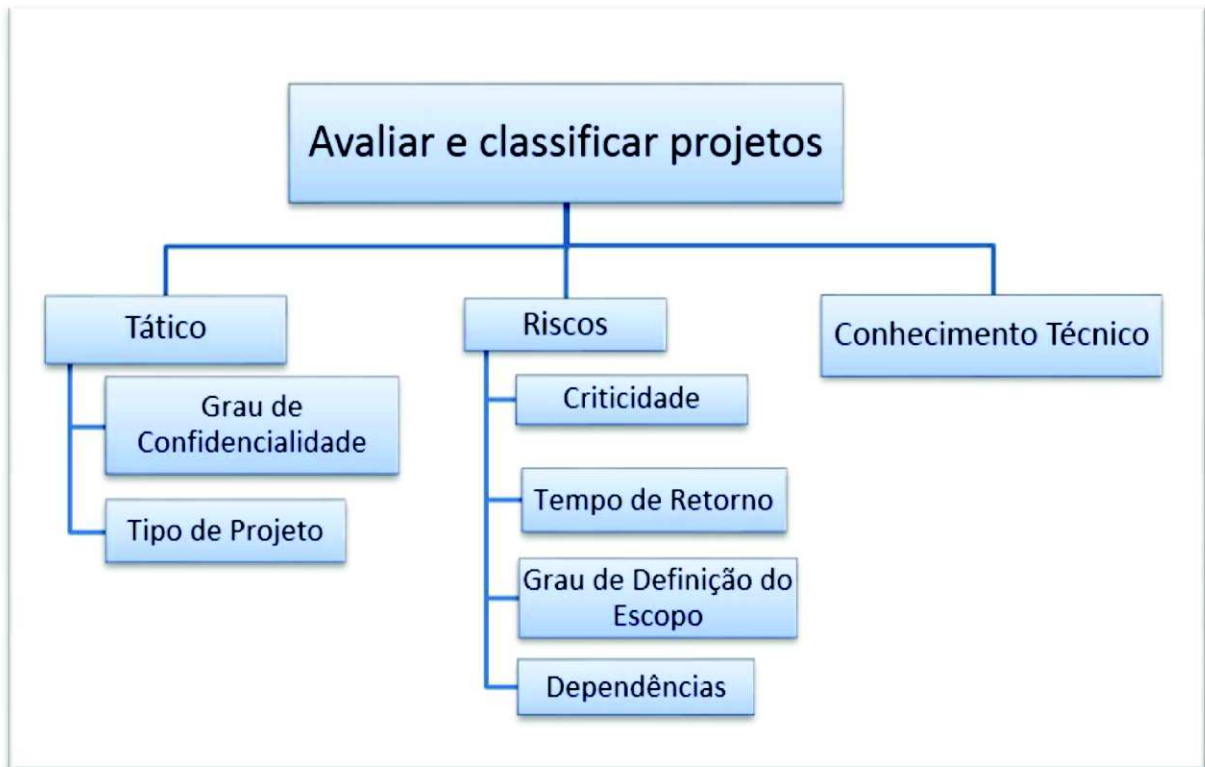 Avaliar e classificar projetos
Tático
Grau de
Confidencialidade
Tipo de Projeto
Riscos
Criticidade
Tempo de Retorno
Grau de Definição do
Escopo
Dependências
Conhecimento Técnico